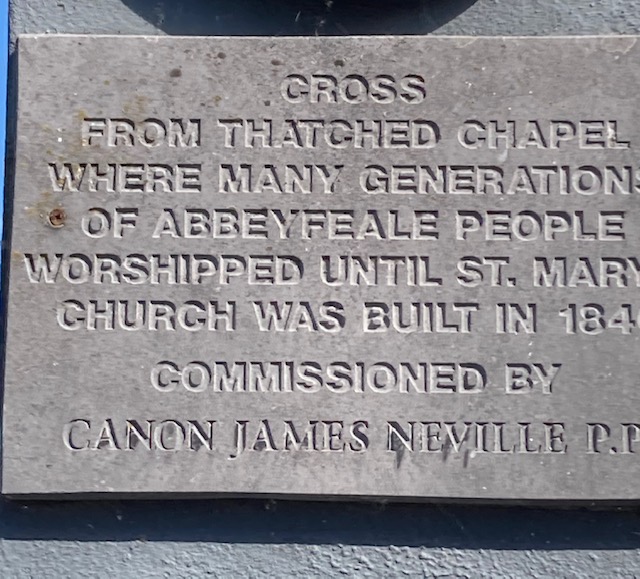 CROSS
FROM THATCHED CHAPEL
WHERE MANY GENERATIONS
OF ABBEYFEALE PEOPLE
WORSHIPPED UNTIL ST. MARY
CHURCH WAS BUILT IN 184
COMMISSIONED BY
CANON JAMES NEVILLE P.P